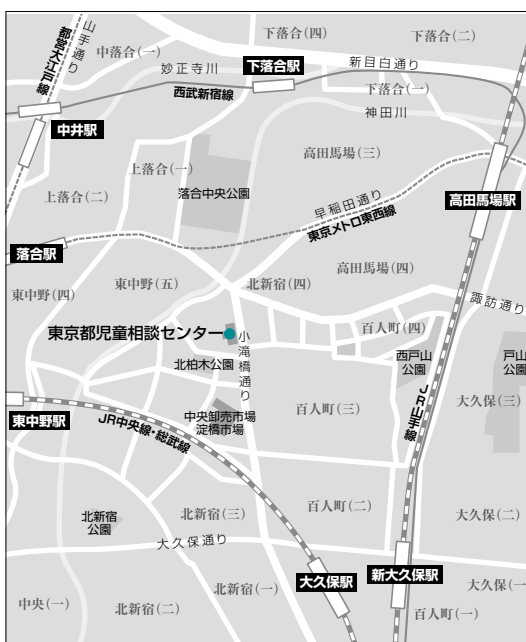 山手通り
都営大江戸線
中落合(一)
下落合(四)
下落合(二)
妙正寺川
下落合駅
新目白通り
西武新宿線
下落合(一)
中井駅
神田川
上落合(一)
高田馬場(三)
上落合(二)
落合中央公園
高田馬場駅
早稲田通り
東京メトロ東西線
落合駅
高田馬場(四)
東中野(五)
北新宿(四)
東中野(四)
諏訪通り
東京都児童相談センター
小滝橋通り
百人町(四)
西戸山
公園
戸山
公園
北柏木公園
JR山手線
東中野駅
JR中央線・総武線
中央卸売市場
淀橋市場
百人町(三)
大久保(三)
北新宿
公園
北新宿(三)
百人町(二)
大久保(二)
大久保通り
大久保駅
新大久保駅
北新宿(一)
大久保(一
中央(一)
北新宿(二)
百人町(一)